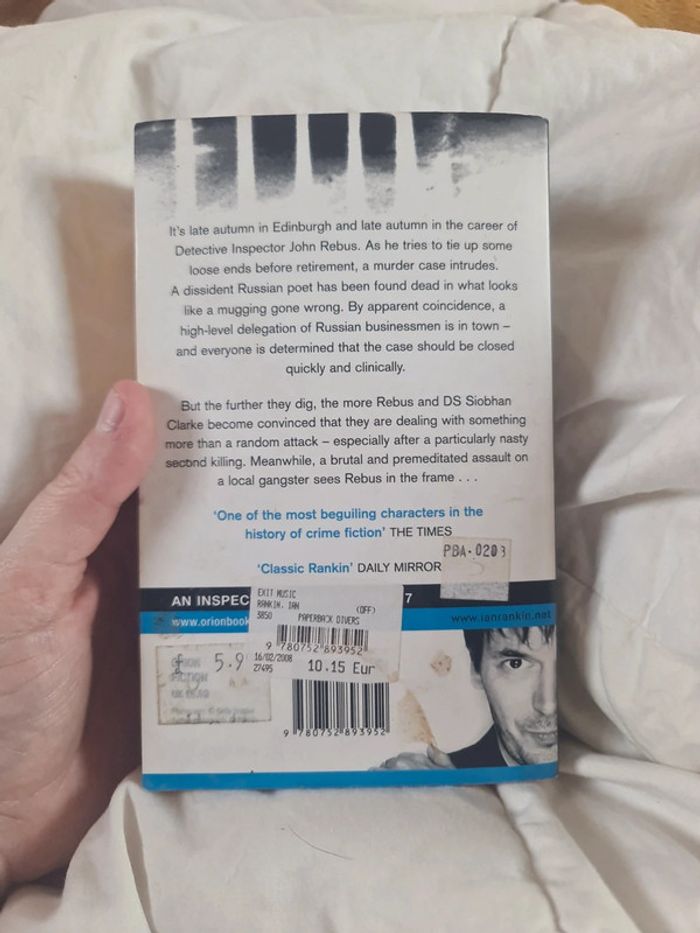 It's late autumn in Edinburgh and late autumn in the career of
Detective Inspector John Rebus. As he tries to tie up some
loose ends before retirement, a murder case intrudes.
A dissident Russian poet has been found dead in what looks
like a mugging gone wrong. By apparent coincidence, a
high-level delegation of Russian businessmen is in town –
and everyone is determined that the case should be closed
quickly and clinically.
But the further they dig, the more Rebus and DS Siobhan
Clarke become convinced that they are dealing with something
more than a random attack – especially after a particularly nasty
second killing. Meanwhile, a brutal and premeditated assault on
a local gangster sees Rebus in the frame . . .
'One of the most beguiling characters in the
history of crime fiction' THE TIMES
PBA-0203
'Classic Rankin' DAILY MIRROR
AN INSPEC 7
www.orionbook www.ianrankin.net
EXIT MUSIC
RANKIN, IAN (OFF)
5850 PAPERBACK DIVERS
9 780752 893952
16/02/2008
27495 10.15 Eur
5.9
FICTION
9 780752 893952